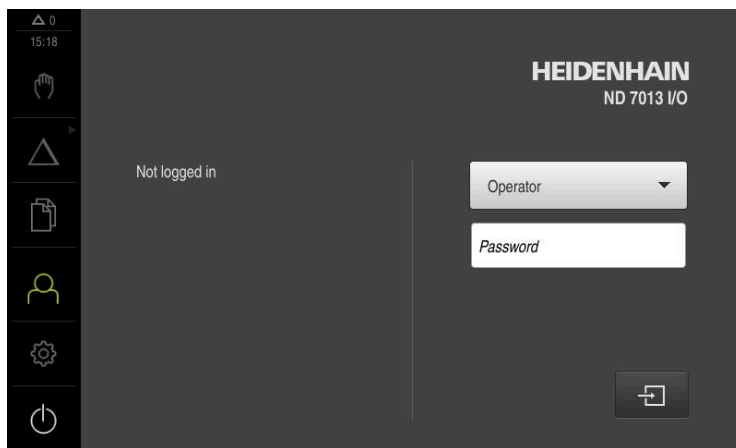 0
15:18
HEIDENHAIN
ND 7013 I/O
Not logged in
Operator
Password